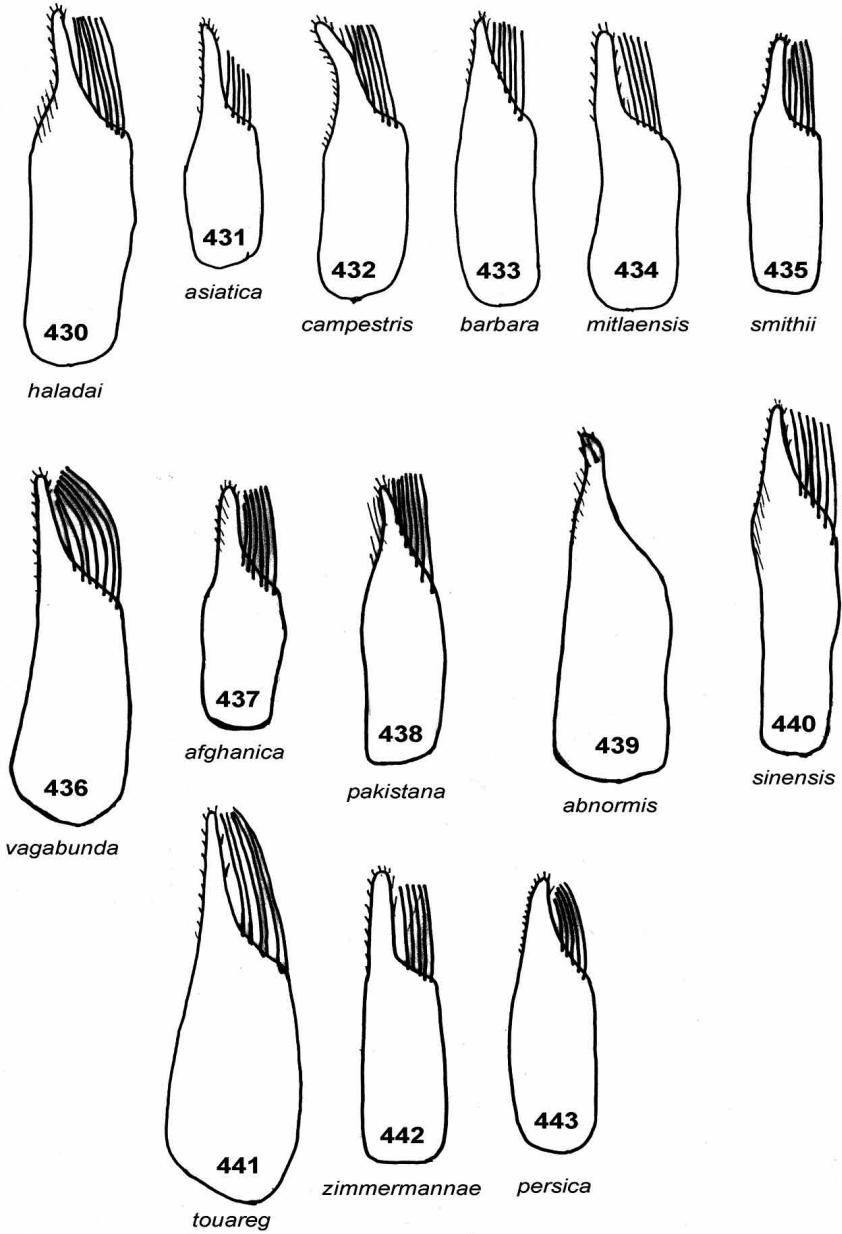 430
haladai
431
asiatica
432
campestris
433
barbara
434
mitlaensis
435
smithii
436
vagabunda
437
afghanica
438
pakistana
439
abnormis
440
sinensis
441
touareg
442
zimmermannae
443
persica